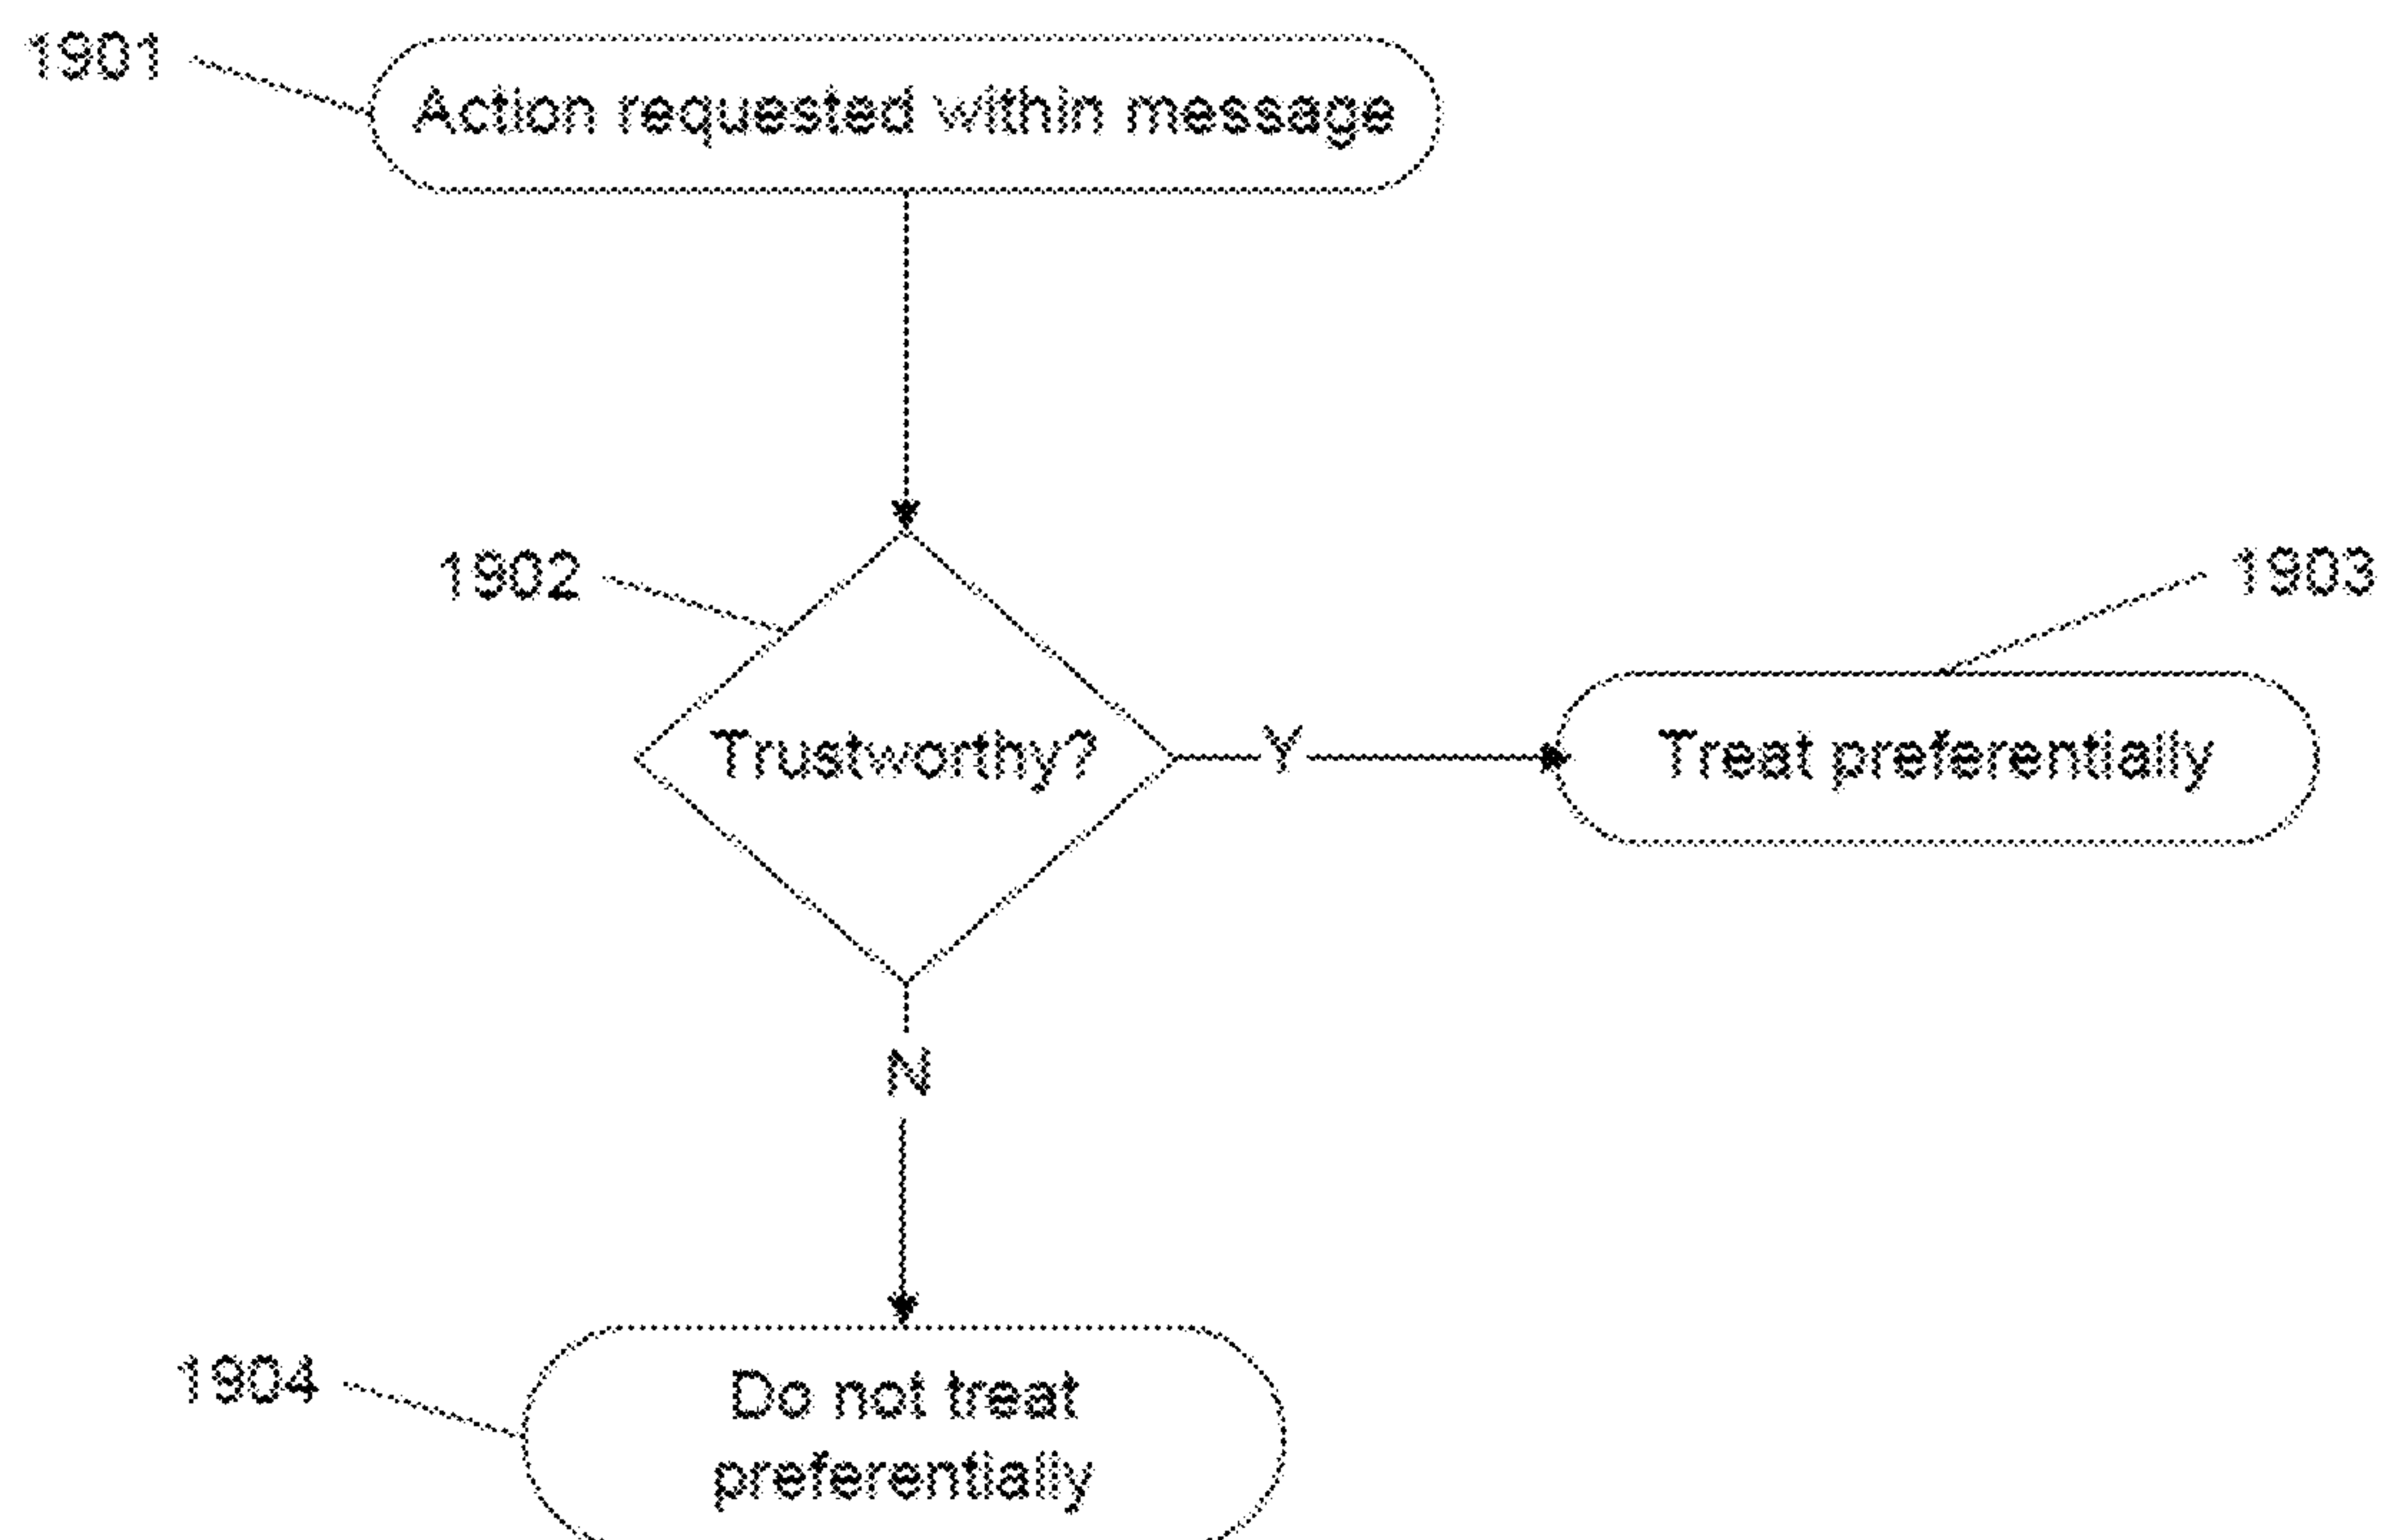 1901
Action requested within message
1902
1903
Trustworthy?
Y
Treat preferentially
N
1904
Do not treat
preferentially